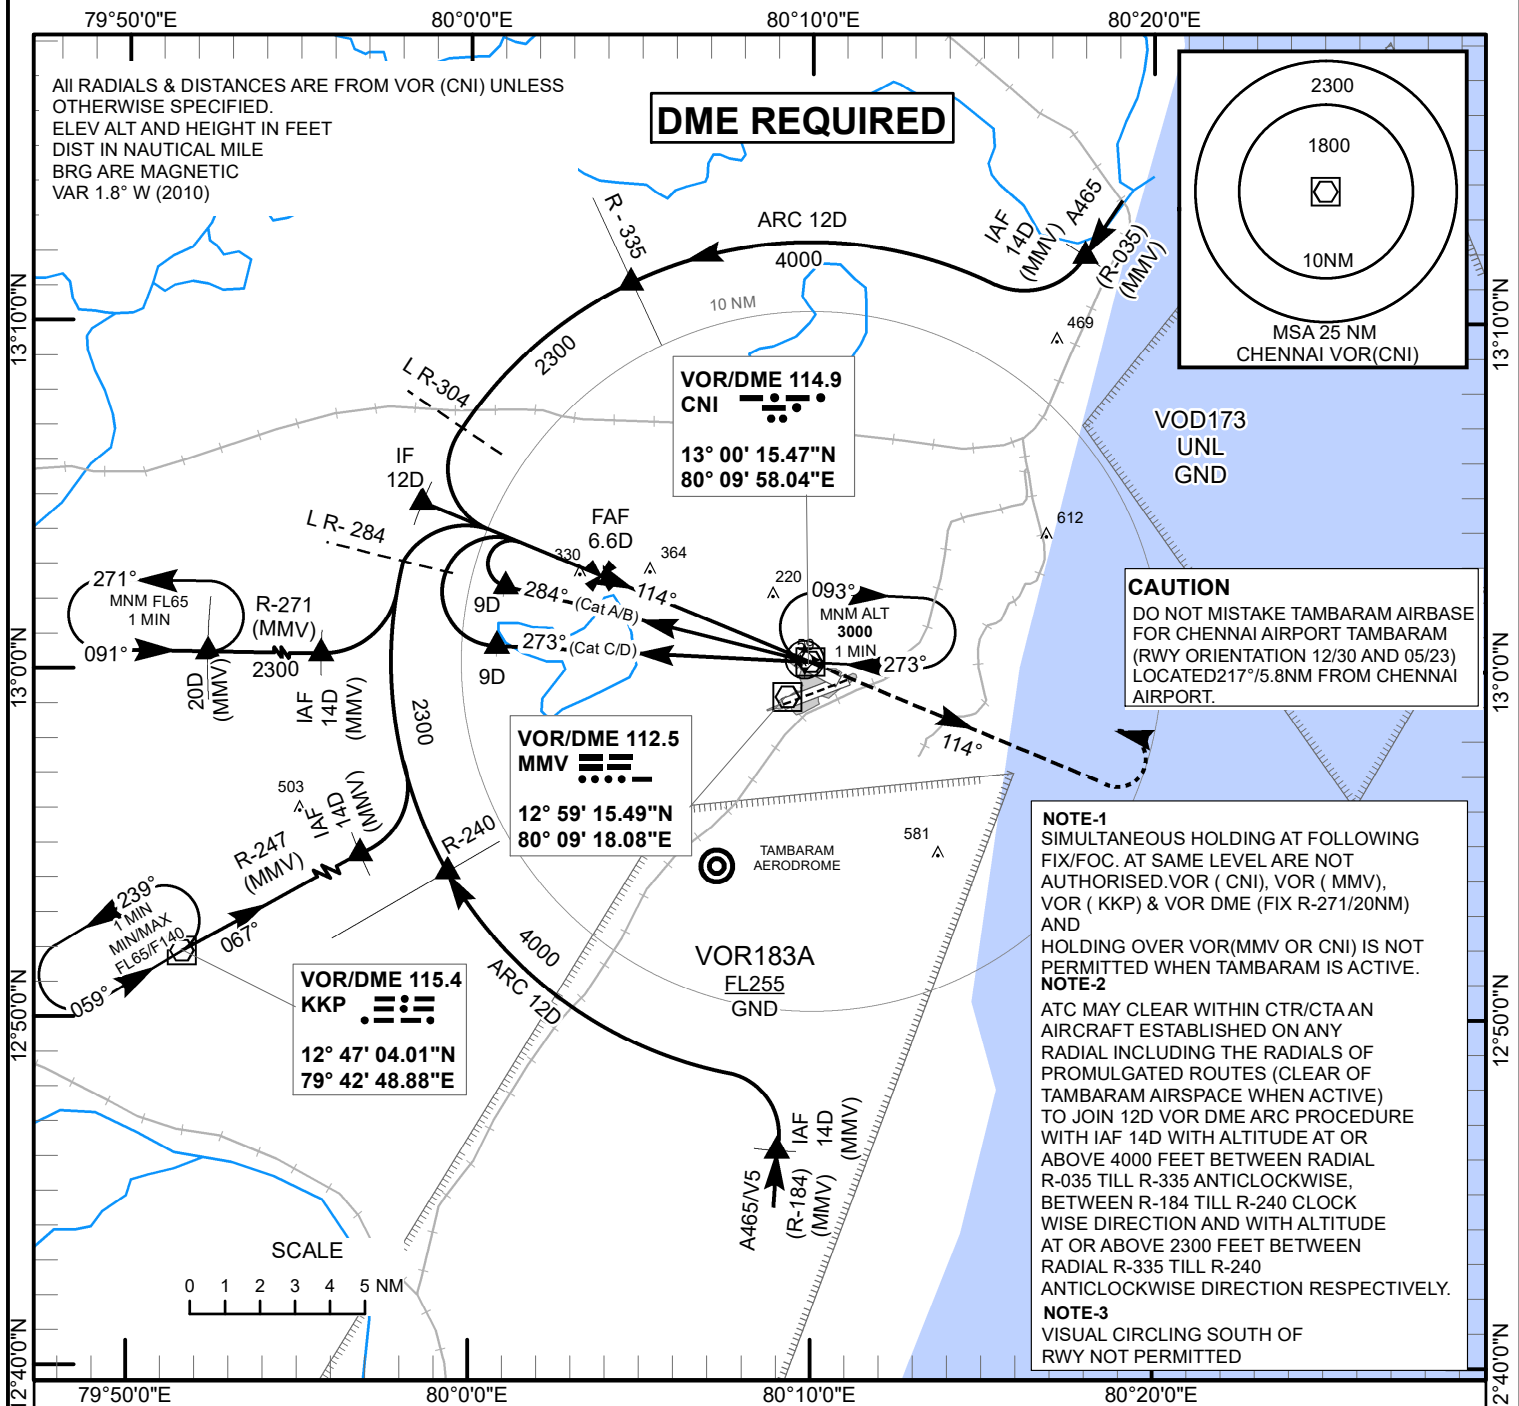 79°50'0"E
80°0'0"E
80°10'0"E
80°20'0"E
All RADIALS & DISTANCES ARE FROM VOR (CNI) UNLESS
OTHERWISE SPECIFIED.
ELEV ALT AND HEIGHT IN FEET
DIST IN NAUTICAL MILE
BRG ARE MAGNETIC
VAR 1.8° W (2010)
DME REQUIRED
2300
1800
10NM
MSA 25 NM
CHENNAI VOR(CNI)
R - 335
ARC 12D
4000
IAF
14D
(MMV)
A465
(R-035)
(MMV)
13°10'0"N
13°10'0"N
10 NM
469
2300
L R-304
VOR/DME 114.9
CNI
13° 00' 15.47"N
80° 09' 58.04"E
VOD173
UNL
GND
IF
12D
L R- 284
FAF
6.6D
330
364
612
220
271°
MNM FL65
1 MIN
091°
R-271
(MMV)
2300
20D
(MMV)
IAF
14D
(MMV)
9D
284°
(Cat A/B)
114°
9D
273°
(Cat C/D)
093°
MNM ALT
3000
1 MIN
273°
114°
CAUTION
DO NOT MISTAKE TAMBARAM AIRBASE
FOR CHENNAI AIRPORT TAMBARAM
(RWY ORIENTATION 12/30 AND 05/23)
LOCATED217°/5.8NM FROM CHENNAI
AIRPORT.
13°0'0"N
13°0'0"N
2300
VOR/DME 112.5
MMV
12° 59' 15.49"N
80° 09' 18.08"E
503
IAF
14D
(MMV)
R-247
(MMV)
R-240
581
TAMBARAM
AERODROME
239°
1 MIN
MIN/MAX
FL65/F140
059°
067°
VOR/DME 115.4
KKP
12° 47' 04.01"N
79° 42' 48.88"E
4000
ARC 12D
VOR183A
FL255
GND
12°50'0"N
12°50'0"N
NOTE-1
SIMULTANEOUS HOLDING AT FOLLOWING
FIX/FOC. AT SAME LEVEL ARE NOT
AUTHORISED.VOR ( CNI), VOR ( MMV),
VOR ( KKP) & VOR DME (FIX R-271/20NM)
AND
HOLDING OVER VOR(MMV OR CNI) IS NOT
PERMITTED WHEN TAMBARAM IS ACTIVE.
NOTE-2
ATC MAY CLEAR WITHIN CTR/CTA AN
AIRCRAFT ESTABLISHED ON ANY
RADIAL INCLUDING THE RADIALS OF
PROMULGATED ROUTES (CLEAR OF
TAMBARAM AIRSPACE WHEN ACTIVE)
TO JOIN 12D VOR DME ARC PROCEDURE
WITH IAF 14D WITH ALTITUDE AT OR
ABOVE 4000 FEET BETWEEN RADIAL
R-035 TILL R-335 ANTICLOCKWISE,
BETWEEN R-184 TILL R-240 CLOCK
WISE DIRECTION AND WITH ALTITUDE
AT OR ABOVE 2300 FEET BETWEEN
RADIAL R-335 TILL R-240
ANTICLOCKWISE DIRECTION RESPECTIVELY.
NOTE-3
VISUAL CIRCLING SOUTH OF
RWY NOT PERMITTED
IAF
14D
(MMV)
A465/V5
(R-184)
(MMV)
SCALE
0 1 2 3 4 5 NM
12°40'0"N
2°40'0"N
79°50'0"E
80°0'0"E
80°10'0"E
80°20'0"E